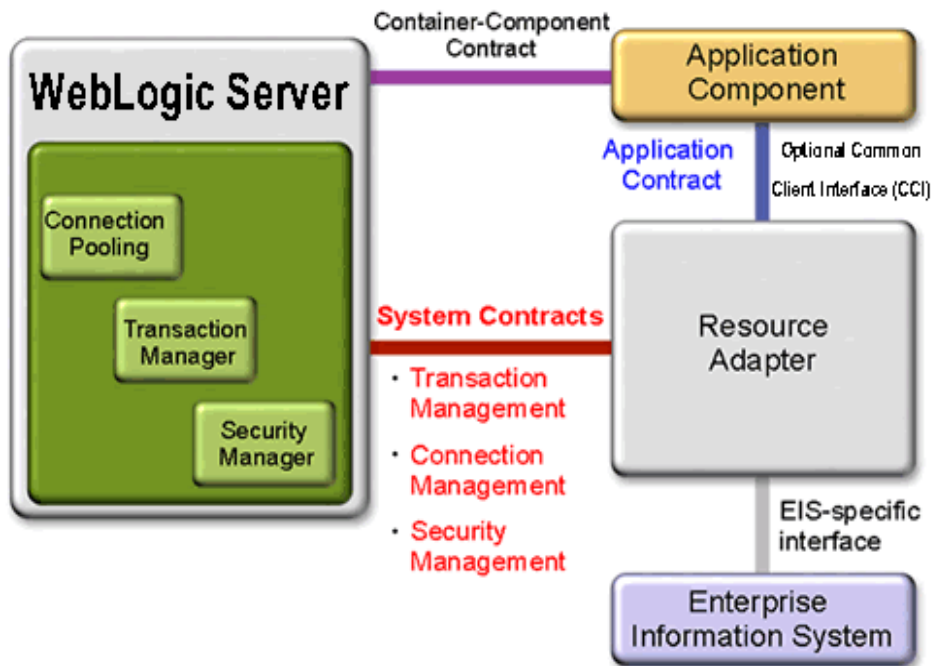 Container-Component
Contract
WebLogic Server
Application
Component
Application
Contract
Optional Common
Client Interface (CCI)
Connection
Pooling
Transaction
Manager
Security
Manager
System Contracts
· Transaction
Management
· Connection
Management
· Security
Management
Resource
Adapter
EIS-specific
interface
Enterprise
Information System